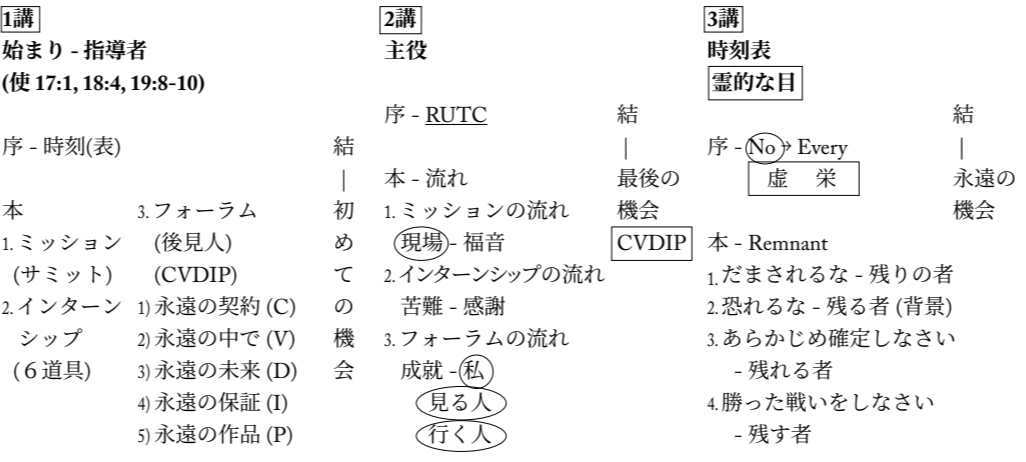 1講
始まり - 指導者
(使 17:1, 18:4, 19:8-10)
序 - 時刻(表)
本
1. ミッション
(サミット)
2. インターン
シップ
(６道具)
3. フォーラム
(後見人)
(CVDIP)
1) 永遠の契約 (C)
2) 永遠の中で (V)
3) 永遠の未来 (D)
4) 永遠の保証 (I)
5) 永遠の作品 (P)
結
|
初めての機会
2講
主役
序 - RUTC
本 - 流れ
1. ミッションの流れ
現場 - 福音
2. インターンシップの流れ
苦難 - 感謝
3. フォーラムの流れ
成就 - 私
見る人
行く人
結
|
最後の
機会
CVDIP
3講
時刻表
霊的な目
序 - No → Every
虚 栄
本 - Remnant
1. だまされるな - 残りの者
2. 恐れるな - 残る者 (背景)
3. あらかじめ確定しなさい
- 残れる者
4. 勝った戦いをしなさい
- 残す者
結
|
永遠の
機会